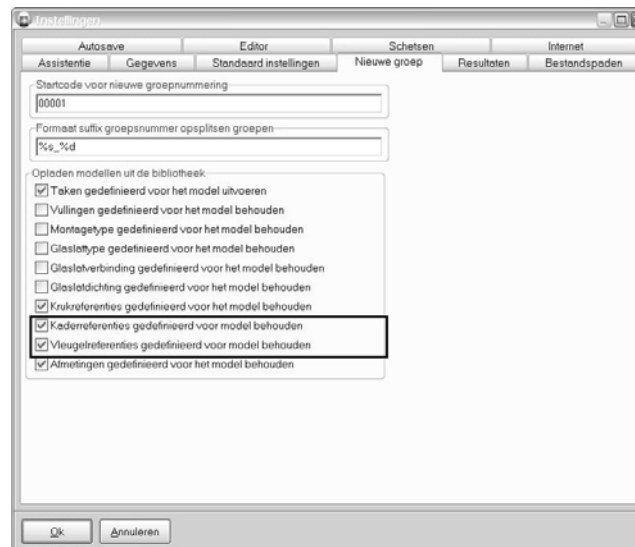 Instellingen
Autosave Editor Schetsen Internet
Assistentie Gegevens Standaard instellingen Nieuwe groep Resultaten Bestandspaden
Startcode voor nieuwe groepnummering
00001
Formaat suffix groepsnummer opsplitsen groepen
%s_%d
Opladen modellen uit de bibliotheek
Taken gedefinieerd voor het model uitvoeren
Vullingen gedefinieerd voor het model behouden
Montagetype gedefinieerd voor het model behouden
Glaslattype gedefinieerd voor het model behouden
Glaslatverbinding gedefinieerd voor het model behouden
Glaslatdichting gedefinieerd voor het model behouden
Krukreferenties gedefinieerd voor het model behouden
Kaderreferenties gedefinieerd voor model behouden
Vleugelreferenties gedefinieerd voor model behouden
Afmetingen gedefinieerd voor het model behouden
Ok Annuleren